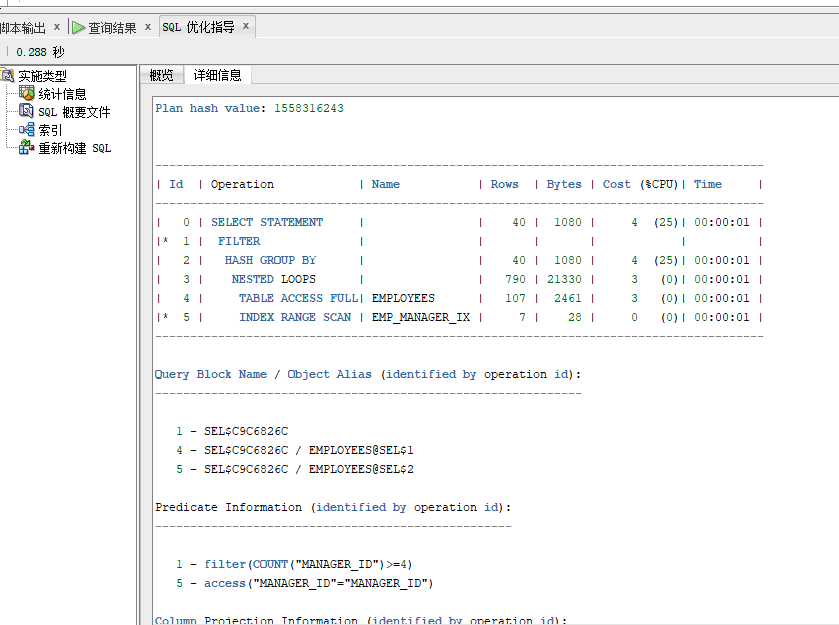 脚本输出 x | 查询结果 x SQL 优化指导 x
0.288 秒
实施类型
统计信息
SQL 概要文件
索引
重新构建 SQL
概览 详细信息
Plan hash value: 1558316243
--------------------------------------------------------------------------------------
| Id | Operation | Name | Rows | Bytes | Cost (%CPU)| Time |
--------------------------------------------------------------------------------------
| 0 | SELECT STATEMENT | | 40 | 1080 | 4 (25)| 00:00:01 |
|* 1 | FILTER | | | | | |
| 2 | HASH GROUP BY | | 40 | 1080 | 4 (25)| 00:00:01 |
| 3 | NESTED LOOPS | | 790 | 21330 | 3 (0)| 00:00:01 |
| 4 | TABLE ACCESS FULL| EMPLOYEES | 107 | 2461 | 3 (0)| 00:00:01 |
|* 5 | INDEX RANGE SCAN | EMP_MANAGER_IX | 7 | 28 | 0 (0)| 00:00:01 |
--------------------------------------------------------------------------------------
Query Block Name / Object Alias (identified by operation id):
-------------------------------------------------------------
1 - SEL$C9C6826C
4 - SEL$C9C6826C / EMPLOYEES@SEL$1
5 - SEL$C9C6826C / EMPLOYEES@SEL$2
Predicate Information (identified by operation id):
---------------------------------------------------
1 - filter(COUNT("MANAGER_ID")>=4)
5 - access("MANAGER_ID"="MANAGER_ID")
Column Projection Information (identified by operation id):